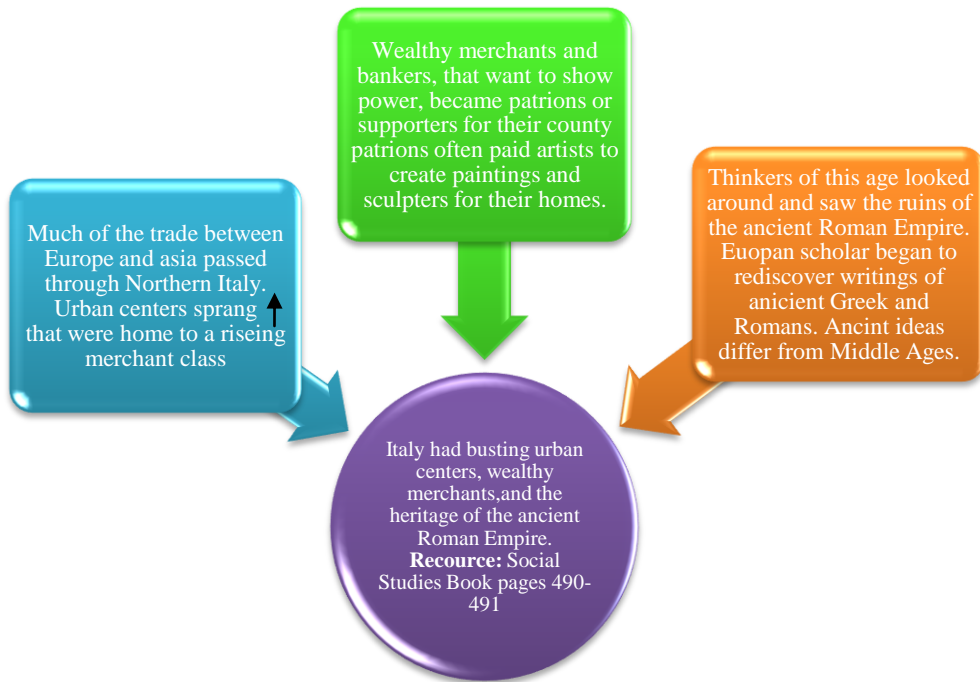 Wealthy merchants and
bankers, that want to show
power, became patrions or
supporters for their county
patrions often paid artists to
create paintings and
sculpters for their homes.
Much of the trade between
Europe and asia passed
through Northern Italy.
Urban centers sprang
that were home to a riseing
merchant class
Thinkers of this age looked
around and saw the ruins of
the ancient Roman Empire.
Euopan scholar began to
rediscover writings of
anicient Greek and
Romans. Ancint ideas
differ from Middle Ages.
Italy had busting urban
centers, wealthy
merchants,and the
heritage of the ancient
Roman Empire.
Recource: Social
Studies Book pages 490-
491